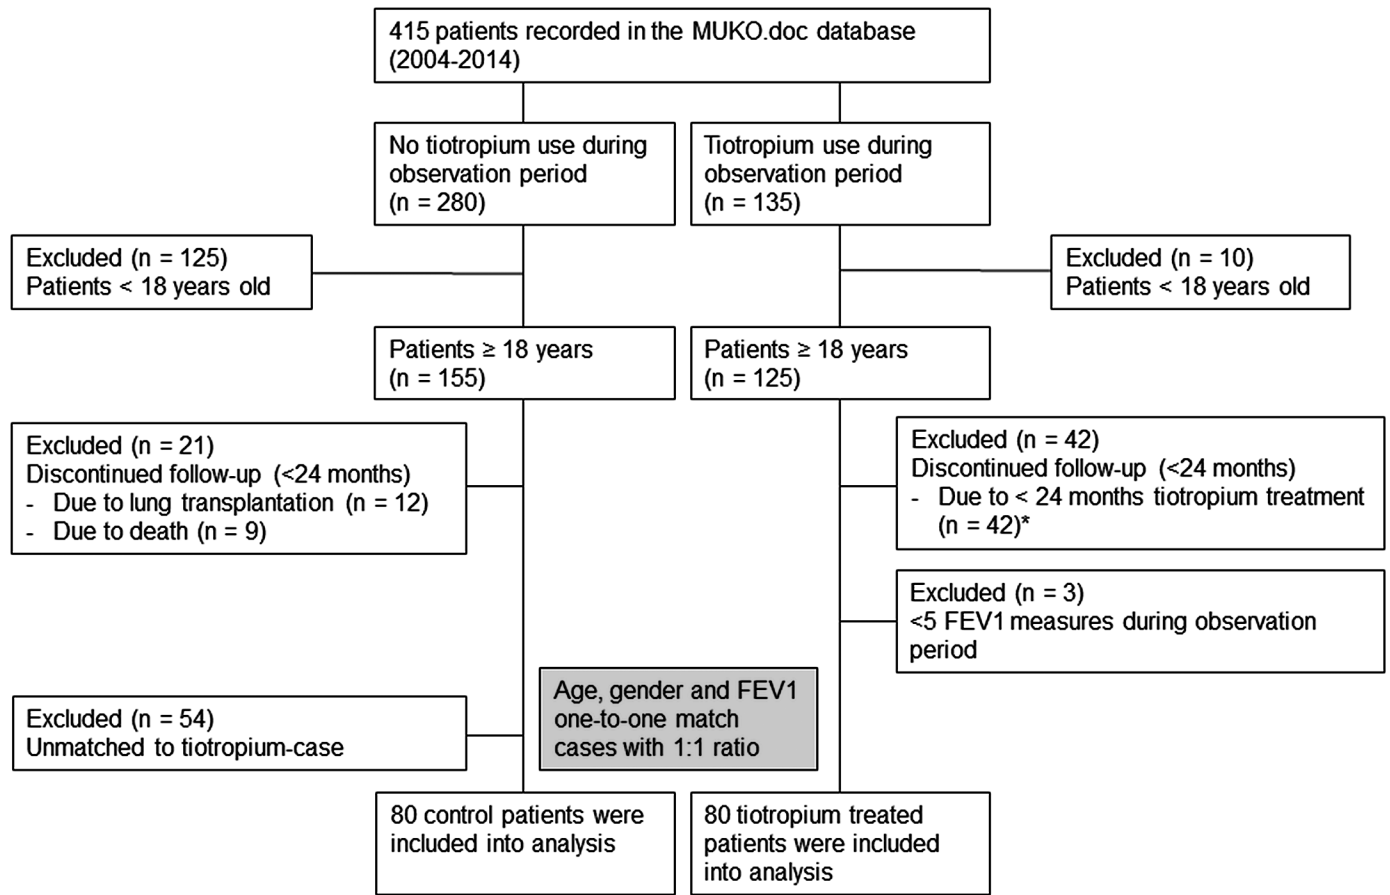 415 patients recorded in the MUKO.doc database
(2004-2014)
No tiotropium use during
observation period
(n = 280)
Tiotropium use during
observation period
(n = 135)
Excluded (n = 125)
Patients < 18 years old
Excluded (n = 10)
Patients < 18 years old
Patients ≥ 18 years
(n = 155)
Patients ≥ 18 years
(n = 125)
Excluded (n = 21)
Discontinued follow-up (<24 months)
- Due to lung transplantation (n = 12)
- Due to death (n = 9)
Excluded (n = 42)
Discontinued follow-up (<24 months)
- Due to < 24 months tiotropium treatment
(n = 42)*
Excluded (n = 3)
<5 FEV1 measures during observation
period
Age, gender and FEV1
one-to-one match
cases with 1:1 ratio
Excluded (n = 54)
Unmatched to tiotropium-case
80 control patients were
included into analysis
80 tiotropium treated
patients were included
into analysis